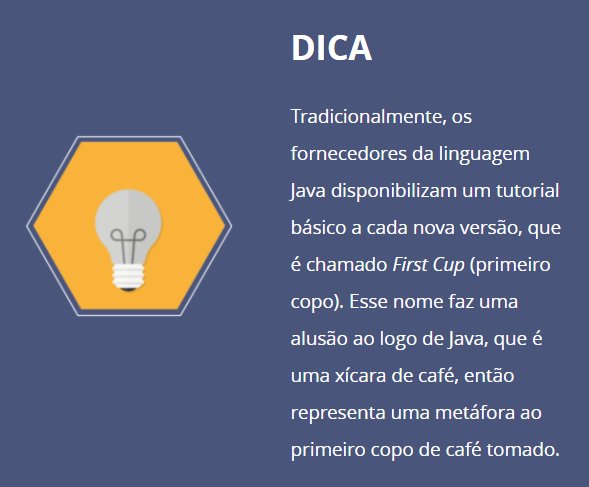 DICA
Tradicionalmente, os
fornecedores da linguagem
Java disponibilizam um tutorial
básico a cada nova versão, que
é chamado First Cup (primeiro
copo). Esse nome faz uma
alusão ao logo de Java, que é
uma xícara de café, então
representa uma metáfora ao
primeiro copo de café tomado.